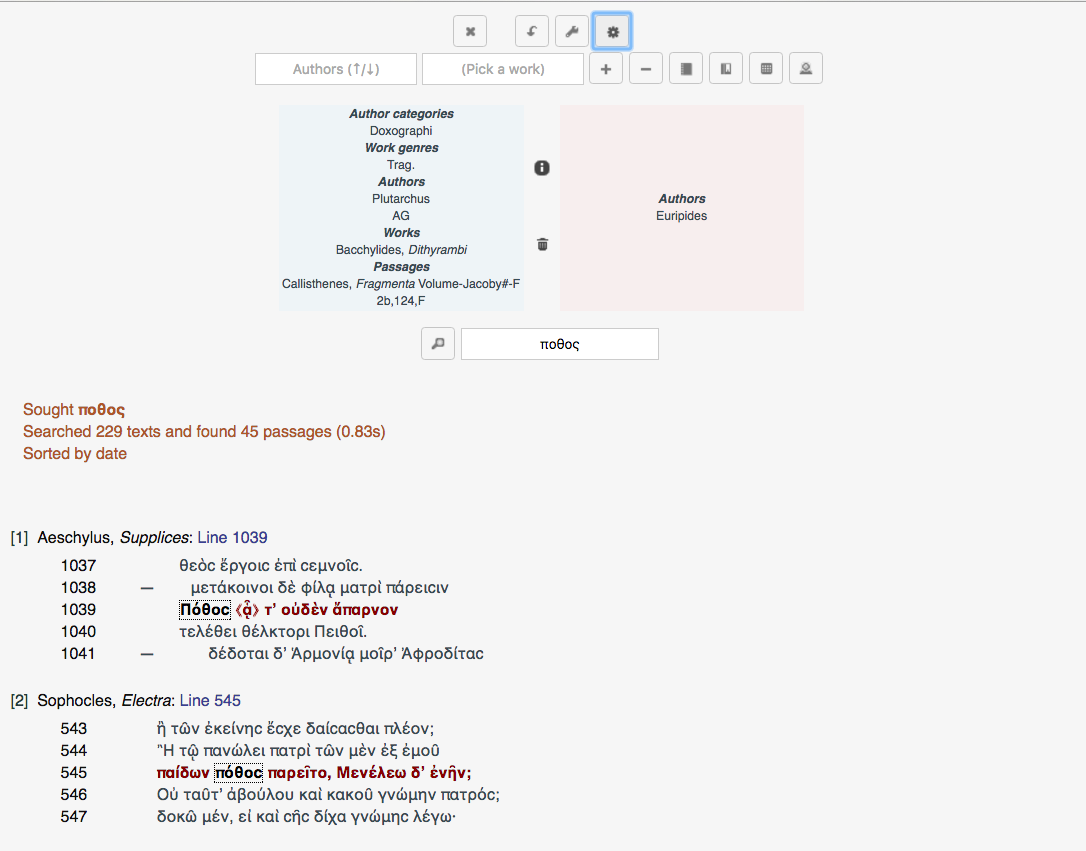 Authors (↑/↓) (Pick a work)
Author categories
Doxographi
Work genres
Trag.
Authors
Plutarchus
AG
Works
Bacchylides, Dithyrambi
Passages
Callisthenes, Fragmenta Volume-Jacoby#-F
2b,124,F
Authors
Euripides
ποθος
Sought ποθος
Searched 229 texts and found 45 passages (0.83s)
Sorted by date
[1] Aeschylus, Supplices: Line 1039
1037 θεὸϲ ἔργοιϲ ἐπὶ ϲεμνοῖϲ.
1038 — μετάκοινοι δὲ φίλᾳ ματρὶ πάρειϲιν
1039 Πόθοϲ 《ᾇ》 τ’ οὐδὲν ἄπαρνον
1040 τελέθει θέλκτορι Πειθοῖ.
1041 — δέδοται δ’ Ἁρμονίᾳ μοῖρ’ Ἀφροδίταϲ
[2] Sophocles, Electra: Line 545
543 ἢ τῶν ἐκείνηϲ ἔϲχε δαίϲαϲθαι πλέον;
544 Ἢ τῷ πανώλει πατρὶ τῶν μὲν ἐξ ἐμοῦ
545 παίδων πόθοϲ παρεῖτο, Μενέλεω δ’ ἐνῆν;
546 Οὐ ταῦτ’ ἀβούλου καὶ κακοῦ γνώμην πατρόϲ;
547 δοκῶ μέν, εἰ καὶ ϲῆϲ δίχα γνώμηϲ λέγω·